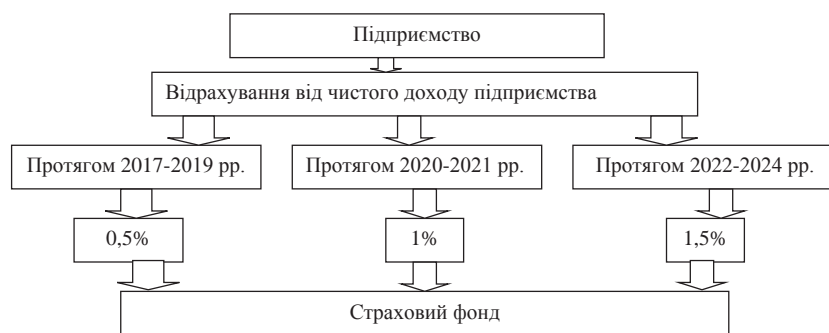 Підприємство
Відрахування від чистого доходу підприємства
Протягом 2017-2019 рр.
Протягом 2020-2021 рр.
Протягом 2022-2024 рр.
0,5%
1%
1,5%
Страховий фонд